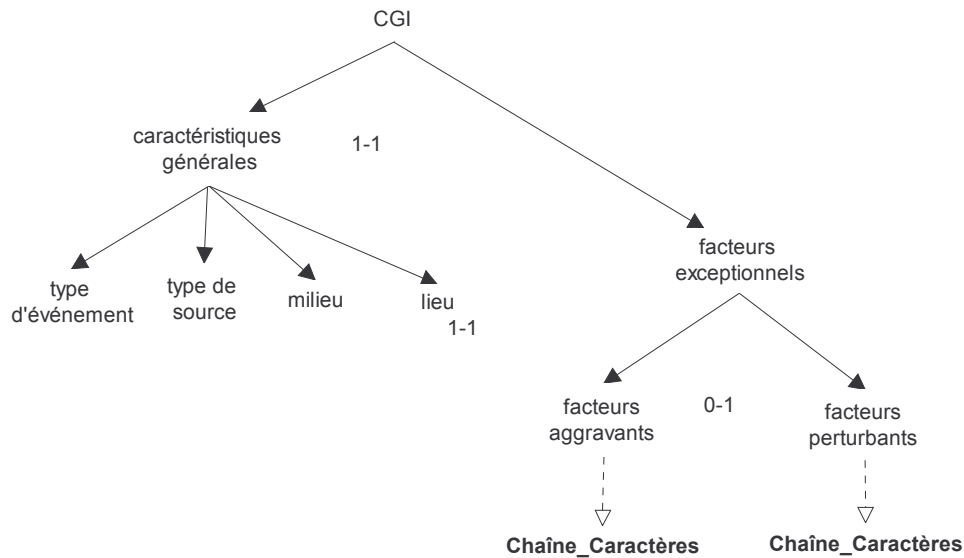 CGI
caractéristiques
générales
1-1
facteurs
exceptionnels
type
d'événement
type de
source
milieu
lieu
1-1
facteurs
aggravants
0-1
facteurs
perturbants
Chaîne_Caractères
Chaîne_Caractères